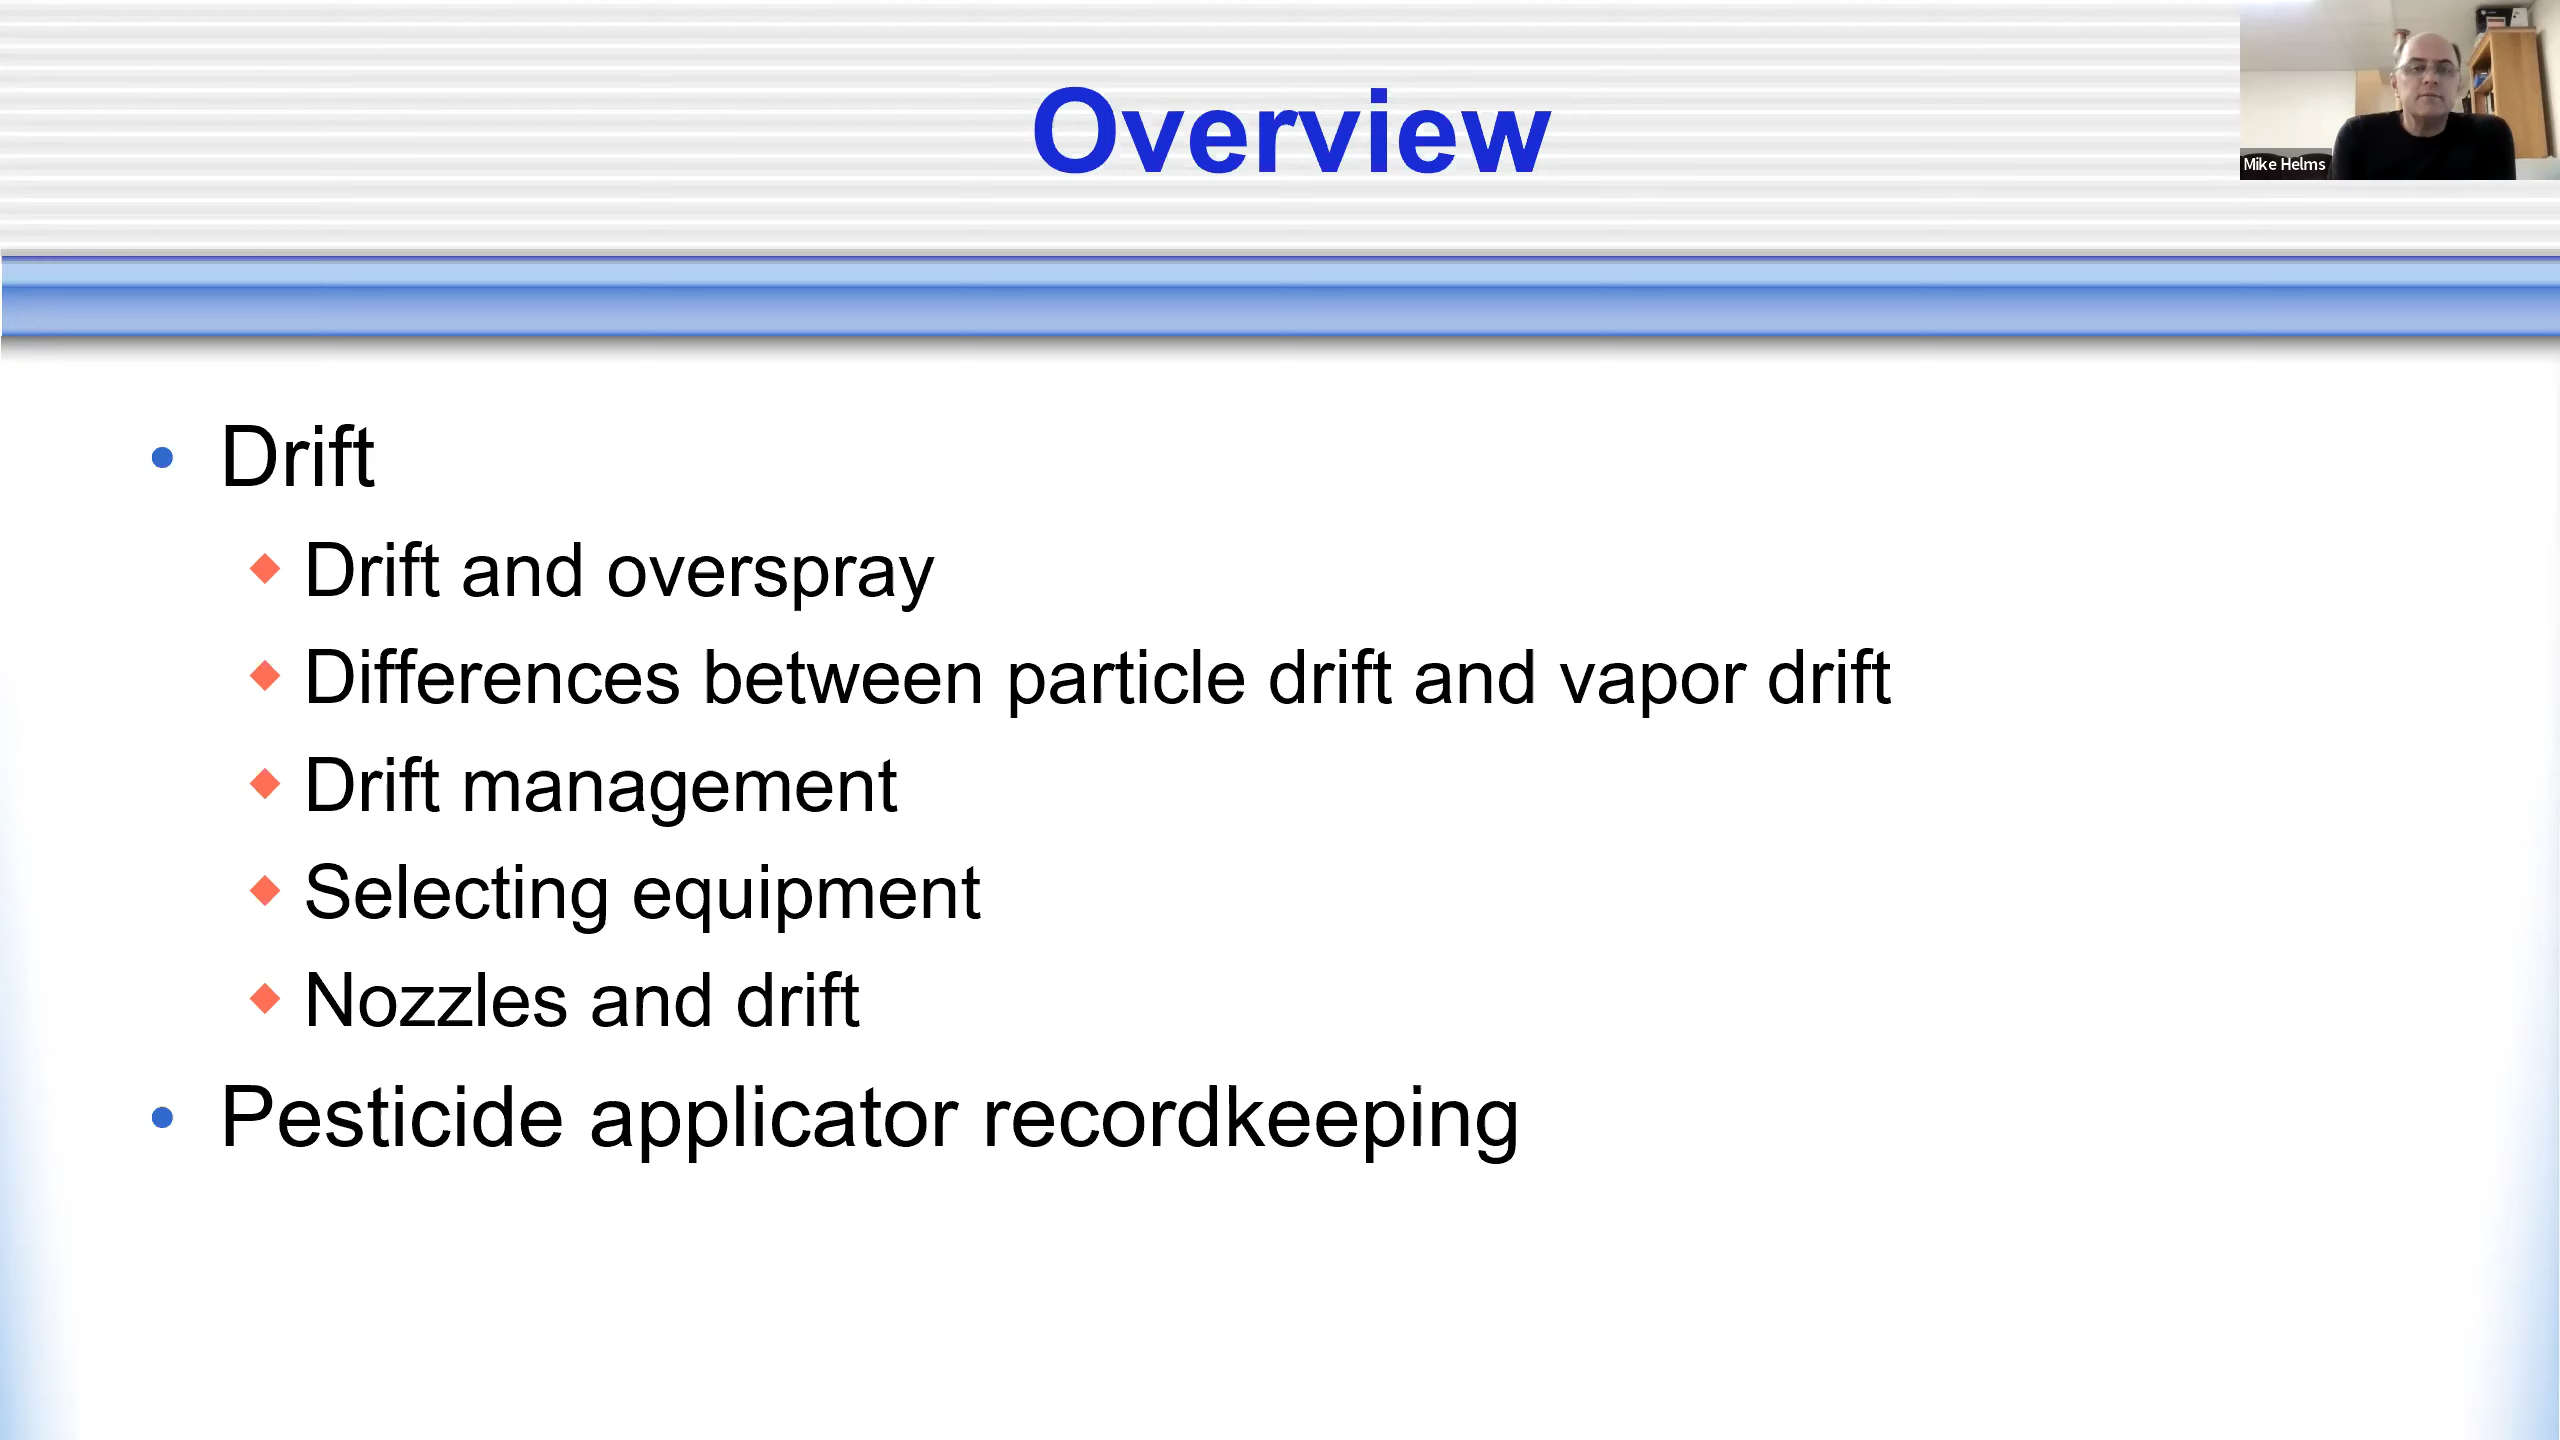 Overview
Mike Helms
• Drift
◆ Drift and overspray
◆ Differences between particle drift and vapor drift
◆ Drift management
◆ Selecting equipment
◆ Nozzles and drift
• Pesticide applicator recordkeeping